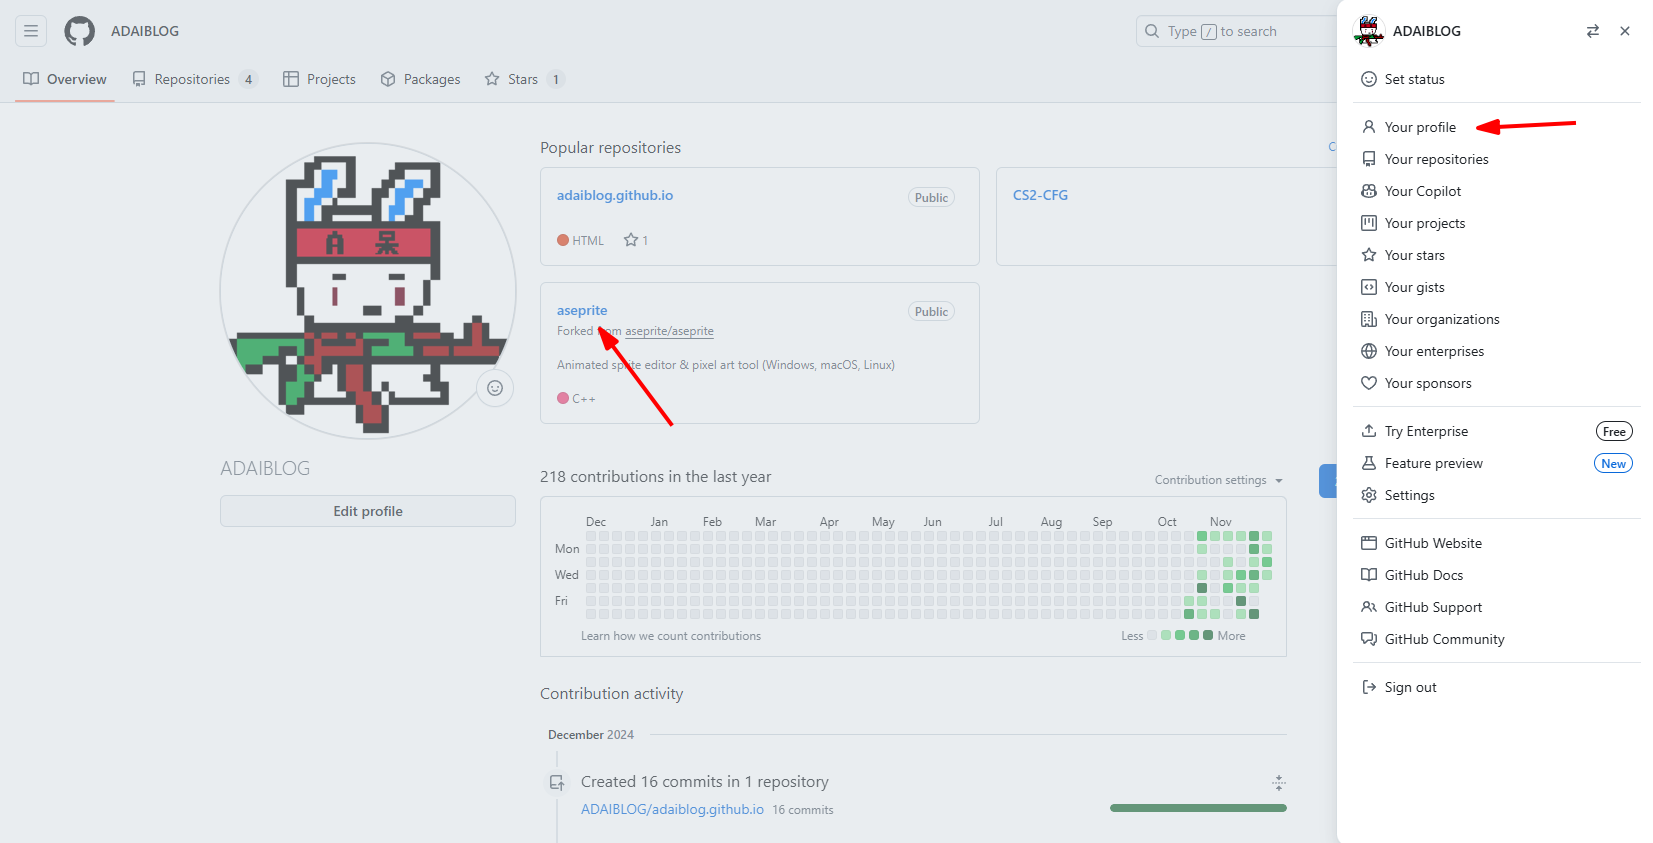 ADAIBLOG
Type / to search
Overview
Repositories 4
Projects
Packages
Stars 1
A 呆
ADAIBLOG
Edit profile
Popular repositories
adaiblog.github.io
Public
HTML
1
CS2-CFG
aseprite
Public
Forked from aseprite/aseprite
Animated sprite editor & pixel art tool (Windows, macOS, Linux)
C++
218 contributions in the last year
Contribution settings
Dec Jan Feb Mar Apr May Jun Jul Aug Sep Oct Nov
Mon
Wed
Fri
Learn how we count contributions
Less
More
Contribution activity
December 2024
Created 16 commits in 1 repository
ADAIBLOG/adaiblog.github.io 16 commits
ADAIBLOG
Set status
Your profile
Your repositories
Your Copilot
Your projects
Your stars
Your gists
Your organizations
Your enterprises
Your sponsors
Try Enterprise Free
Feature preview New
Settings
GitHub Website
GitHub Docs
GitHub Support
GitHub Community
Sign out